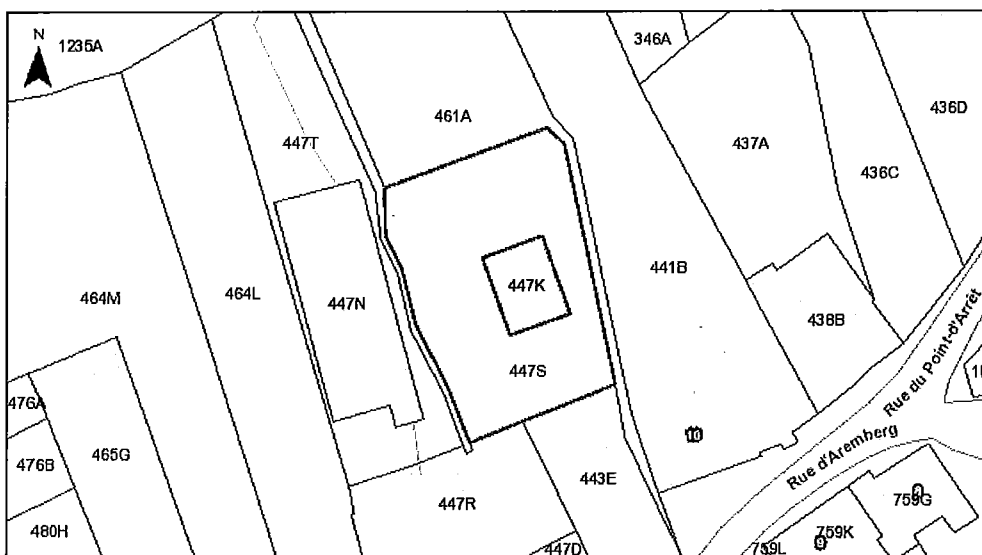 N
1235A
346A
436D
461A
447T
437A
436C
464M
464L
447N
447K
441B
438B
447S
Rue du Point-d'Arrêt
476A
465G
10
476B
Rue d'Aremberg
480H
447R
443E
759G
447D
759L
759K